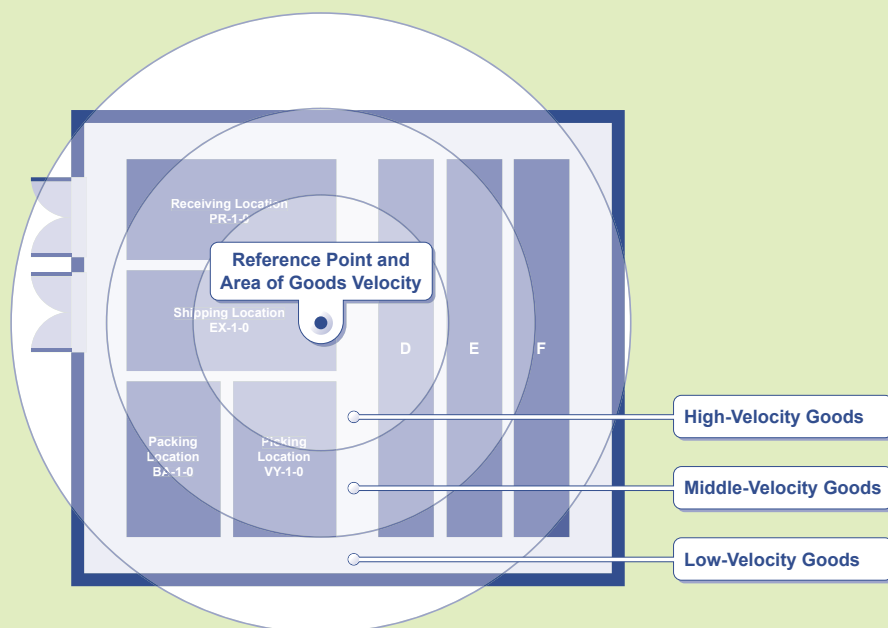 Receiving Location
PR-1-0
Reference Point and
Area of Goods Velocity
Shipping Location
EX-1-0
D
E
F
Packing
Location
BA-1-0
Picking
Location
VY-1-0
High-Velocity Goods
Middle-Velocity Goods
Low-Velocity Goods